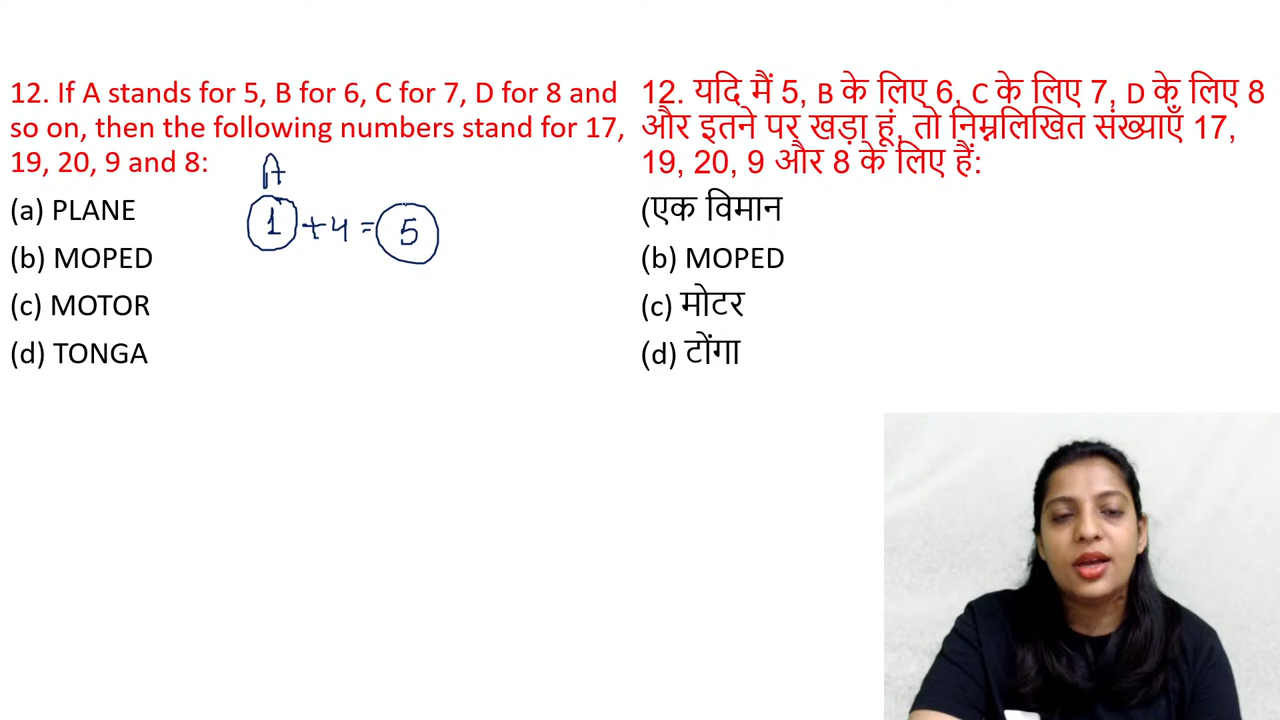 12. If A stands for 5, B for 6, C for 7, D for 8 and
so on, then the following numbers stand for 17,
19, 20, 9 and 8:
A
1 + 4 = 5
(a) PLANE
(b) MOPED
(c) MOTOR
(d) TONGA
12. यदि मैं 5, B के लिए 6, C के लिए 7, D के लिए 8
और इतने पर खड़ा हूं, तो निम्नलिखित संख्याएँ 17,
19, 20, 9 और 8 के लिए हैं:
(एक विमान
(b) MOPED
(c) मोटर
(d) टोंगा